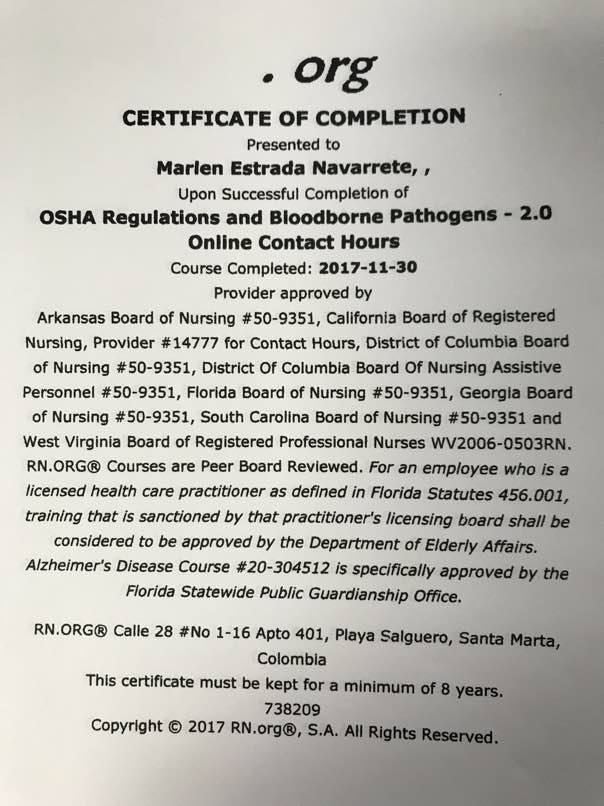 . org
CERTIFICATE OF COMPLETION
Presented to
Marlen Estrada Navarrete, ,
Upon Successful Completion of
OSHA Regulations and Bloodborne Pathogens - 2.0
Online Contact Hours
Course Completed: 2017-11-30
Provider approved by
Arkansas Board of Nursing #50-9351, California Board of Registered
Nursing, Provider #14777 for Contact Hours, District of Columbia Board
of Nursing #50-9351, District Of Columbia Board Of Nursing Assistive
Personnel #50-9351, Florida Board of Nursing #50-9351, Georgia Board
of Nursing #50-9351, South Carolina Board of Nursing #50-9351 and
West Virginia Board of Registered Professional Nurses WV2006-0503RN.
RN.ORG® Courses are Peer Board Reviewed. For an employee who is a
licensed health care practitioner as defined in Florida Statutes 456.001,
training that is sanctioned by that practitioner's licensing board shall be
considered to be approved by the Department of Elderly Affairs.
Alzheimer's Disease Course #20-304512 is specifically approved by the
Florida Statewide Public Guardianship Office.
RN.ORG® Calle 28 #No 1-16 Apto 401, Playa Salguero, Santa Marta,
Colombia
This certificate must be kept for a minimum of 8 years.
738209
Copyright © 2017 RN.org®, S.A. All Rights Reserved.